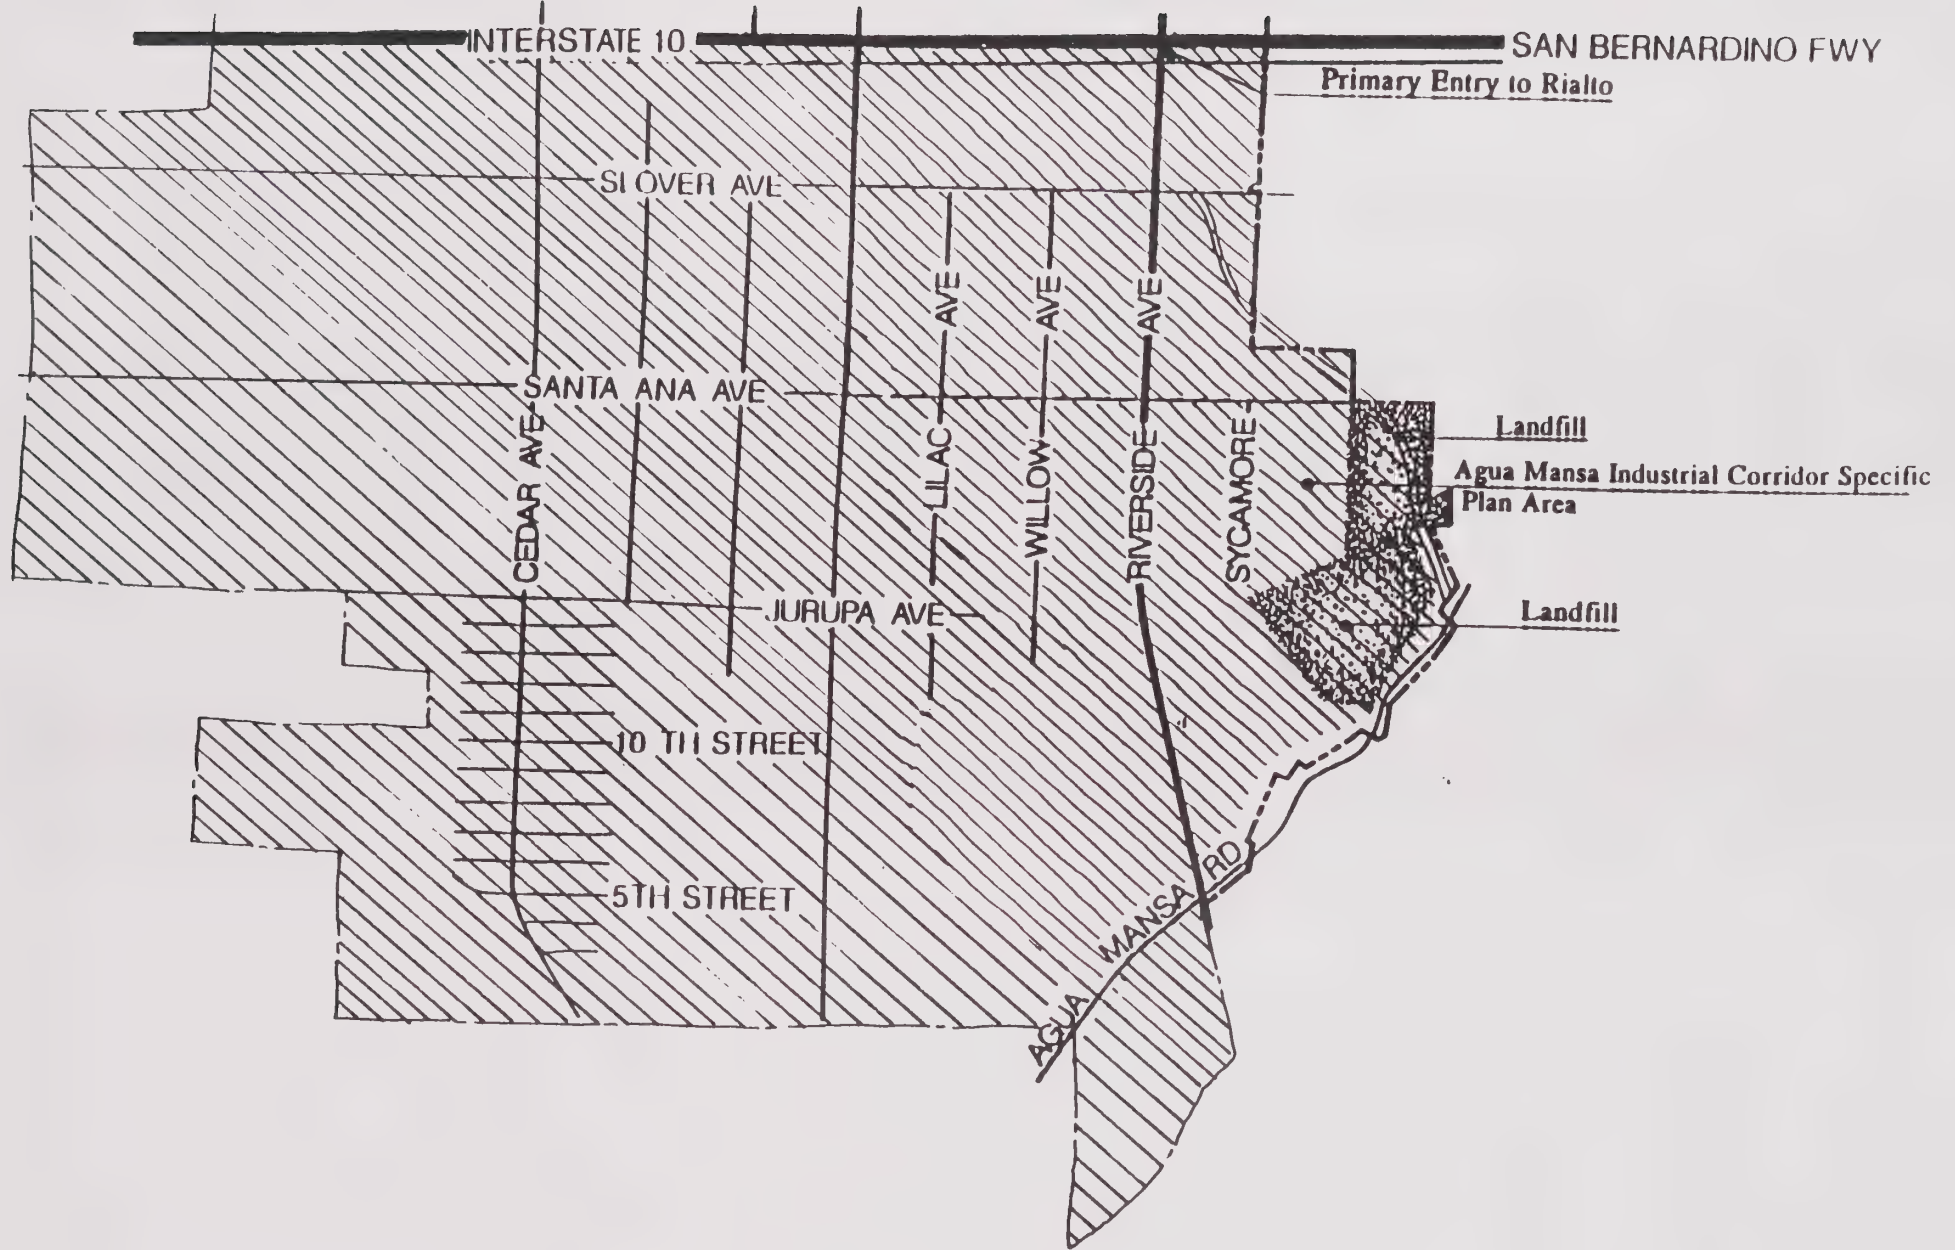 INTERSTATE 10
SAN BERNARDINO FWY
Primary Entry to Rialto
SLOVER AVE
LILAC AVE
WILLOW AVE
RIVERSIDE AVE
SANTA ANA AVE
CEDAR AVE
SYCAMORE
Landfill
Agua Mansa Industrial Corridor Specific
Plan Area
JURUPA AVE
Landfill
10 TH STREET
5TH STREET
AGUA MANSA RD